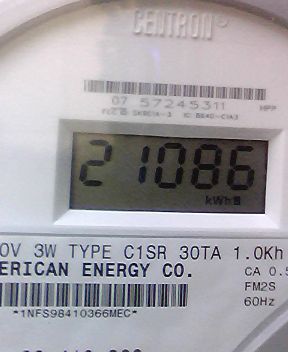 CENTRON®
07 57245311 HPP
21086
kWh
0V 3W TYPE C1SR 30TA 1.0Kh
ERICAN ENERGY CO. CA 0.5
FM2S
*1NFS98410366MEC* 60Hz